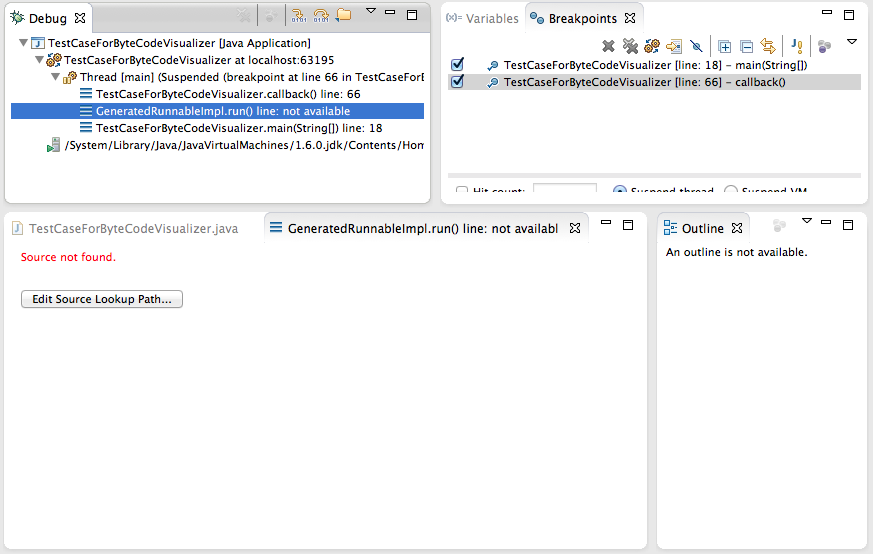 Debug
TestCaseForByteCodeVisualizer [Java Application]
TestCaseForByteCodeVisualizer at localhost:63195
Thread [main] (Suspended (breakpoint at line 66 in TestCaseForB
TestCaseForByteCodeVisualizer.callback() line: 66
GeneratedRunnableImpl.run() line: not available
TestCaseForByteCodeVisualizer.main(String[]) line: 18
/System/Library/Java/JavaVirtualMachines/1.6.0.jdk/Contents/Hom
(x)= Variables
Breakpoints
TestCaseForByteCodeVisualizer [line: 18] - main(String[])
TestCaseForByteCodeVisualizer [line: 66] - callback()
Hit count:
Suspend thread
Suspend VM
TestCaseForByteCodeVisualizer.java
GeneratedRunnableImpl.run() line: not availabl
Source not found.
Edit Source Lookup Path...
Outline
An outline is not available.